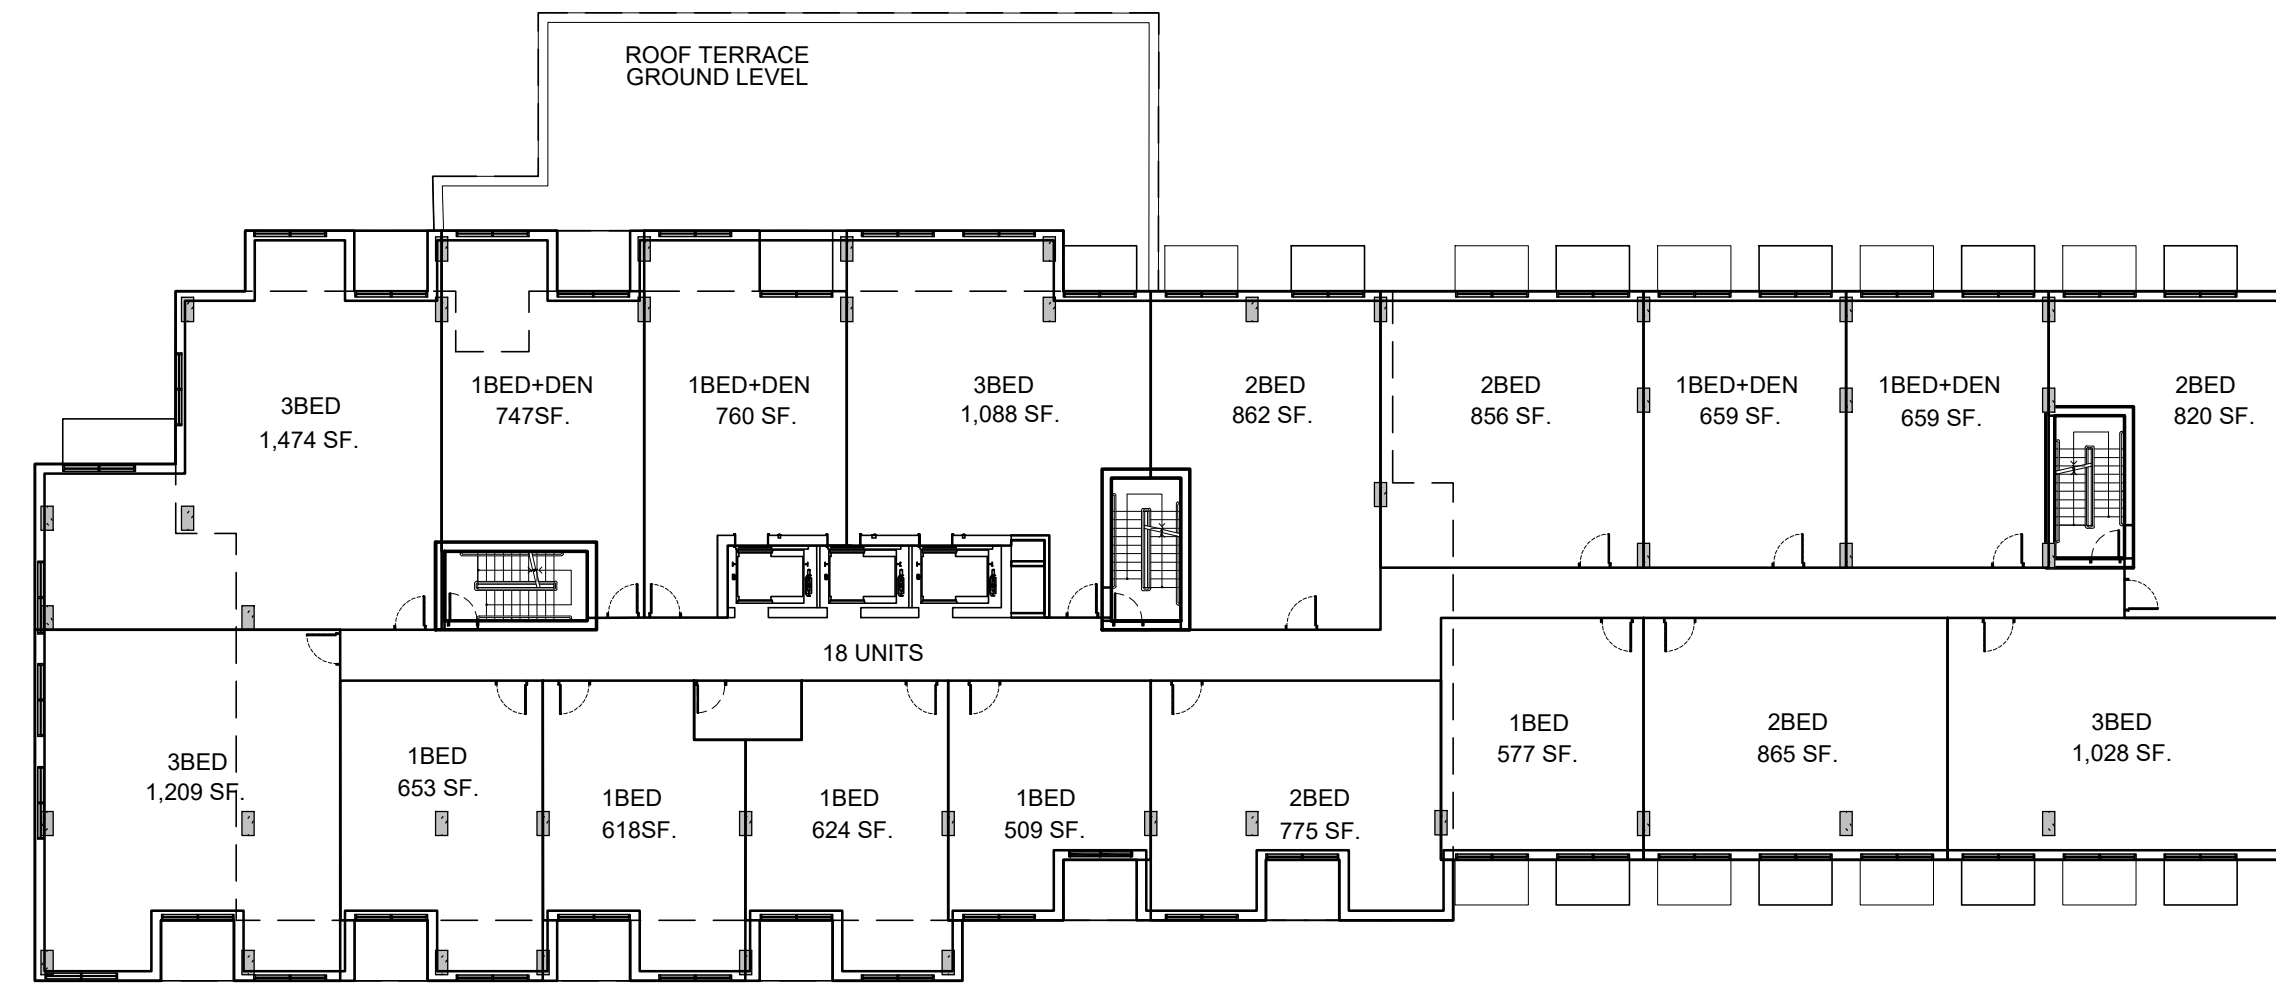 ROOF TERRACE
GROUND LEVEL
3BED
1,474 SF.
1BED+DEN
747SF.
1BED+DEN
760 SF.
3BED
1,088 SF.
2BED
862 SF.
2BED
856 SF.
1BED+DEN
659 SF.
1BED+DEN
659 SF.
2BED
820 SF.
18 UNITS
3BED
1,209 SF.
1BED
653 SF.
1BED
618SF.
1BED
624 SF.
1BED
509 SF.
2BED
775 SF.
1BED
577 SF.
2BED
865 SF.
3BED
1,028 SF.